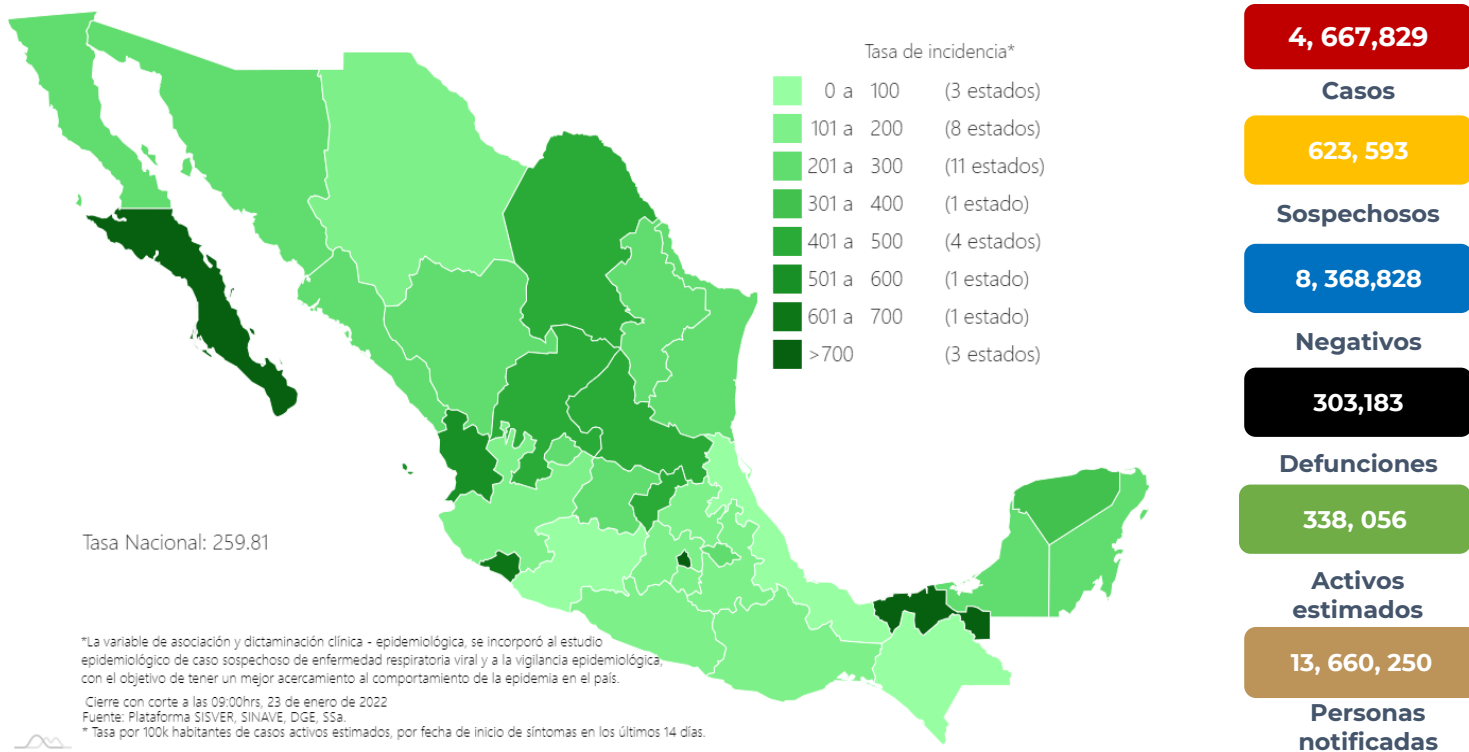 Tasa de incidencia*
0 a 100 (3 estados)
101 a 200 (8 estados)
201 a 300 (11 estados)
301 a 400 (1 estado)
401 a 500 (4 estados)
501 a 600 (1 estado)
601 a 700 (1 estado)
>700 (3 estados)
Tasa Nacional: 259.81
*La variable de asociación y dictaminación clínica - epidemiológica, se incorporó al estudio
epidemiológico de caso sospechoso de enfermedad respiratoria viral y a la vigilancia epidemiológica,
con el objetivo de tener un mejor acercamiento al comportamiento de la epidemia en el país.
Cierre con corte a las 09:00hrs, 23 de enero de 2022
Fuente: Plataforma SISVER, SINAVE, DGE, SSa.
* Tasa por 100k habitantes de casos activos estimados, por fecha de inicio de síntomas en los últimos 14 días.
4, 667,829
Casos
623, 593
Sospechosos
8, 368,828
Negativos
303,183
Defunciones
338, 056
Activos
estimados
13, 660, 250
Personas
notificadas